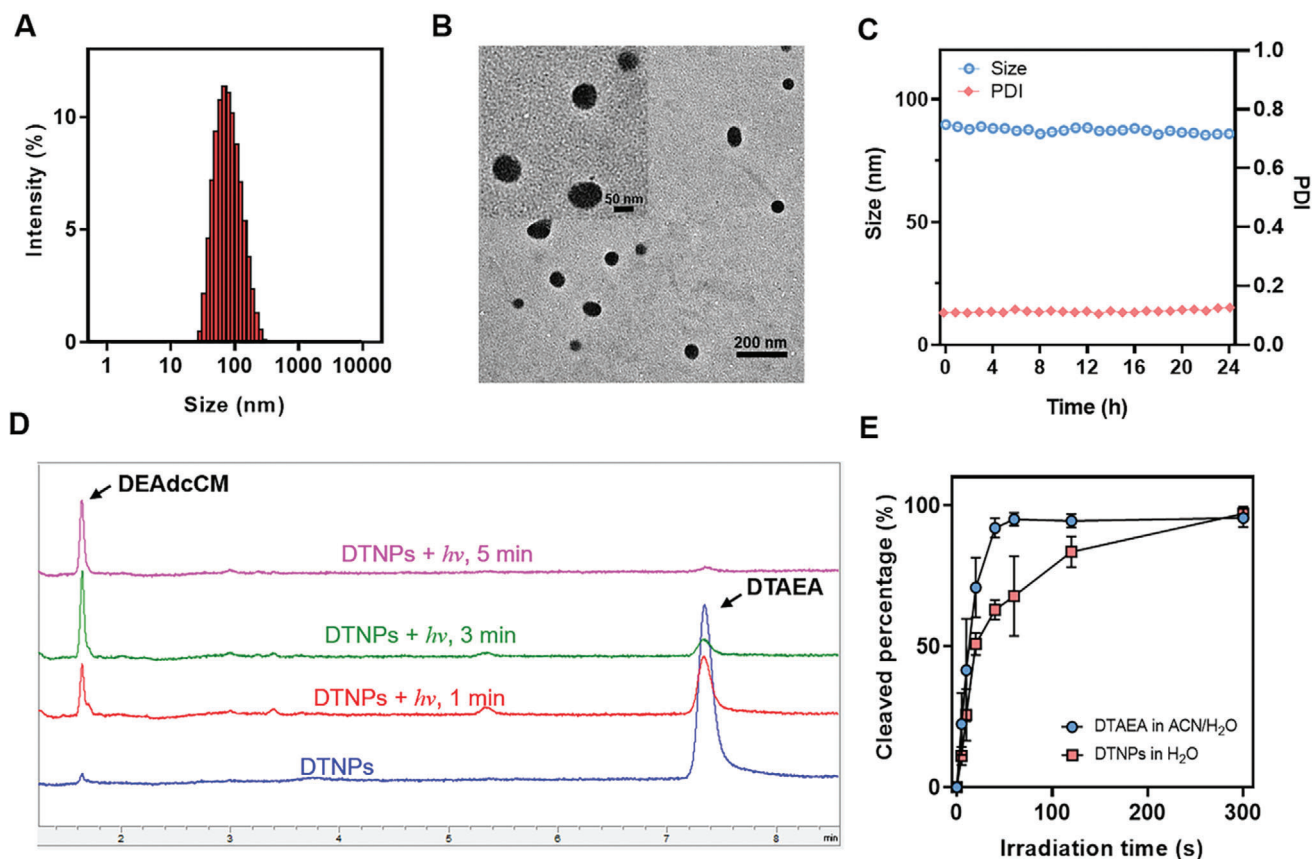 A
Intensity (%)
10
5
0
1 10 100 1000 10000
Size (nm)
B
50 nm
200 nm
C
Size
PDI
Size (nm)
100
50
0
PDI
1.0
0.8
0.6
0.4
0.2
0.0
0 4 8 12 16 20 24
Time (h)
D
DEAdcCM
DTNPs + hν, 5 min
DTAEA
DTNPs + hν, 3 min
DTNPs + hν, 1 min
DTNPs
2 3 4 5 6 7 8 min
E
Cleaved percentage (%)
100
50
0
DTAEA in ACN/H₂O
DTNPs in H₂O
0 100 200 300
Irradiation time (s)